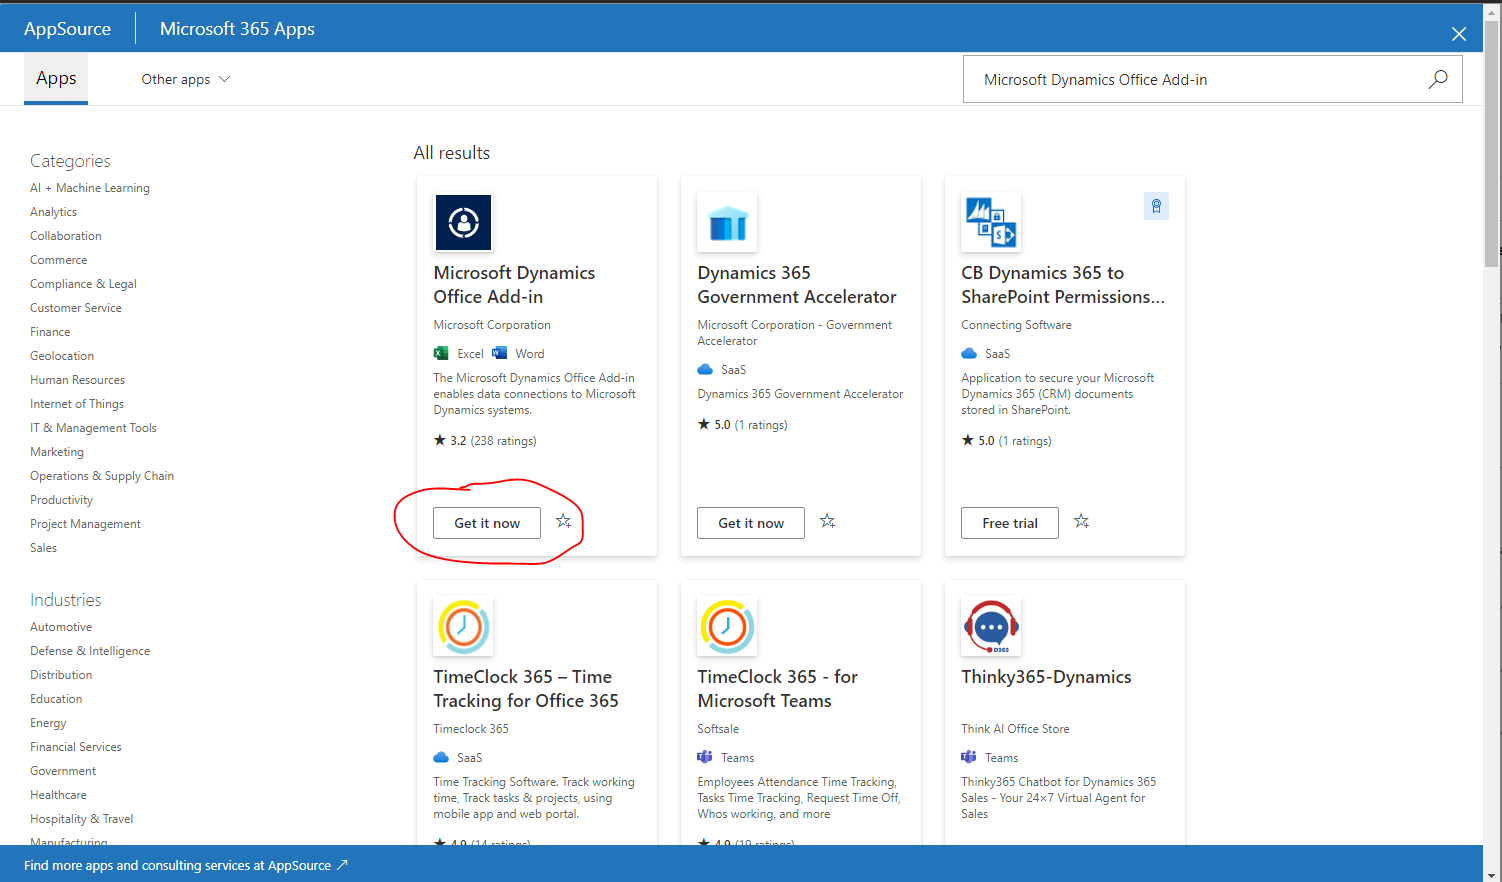 AppSource
Microsoft 365 Apps
Apps
Other apps
Microsoft Dynamics Office Add-in
Categories
AI + Machine Learning
Analytics
Collaboration
Commerce
Compliance & Legal
Customer Service
Finance
Geolocation
Human Resources
Internet of Things
IT & Management Tools
Marketing
Operations & Supply Chain
Productivity
Project Management
Sales
Industries
Automotive
Defense & Intelligence
Distribution
Education
Energy
Financial Services
Government
Healthcare
Hospitality & Travel
Manufacturing
All results
Microsoft Dynamics
Office Add-in
Microsoft Corporation
Excel Word
The Microsoft Dynamics Office Add-in
enables data connections to Microsoft
Dynamics systems.
★ 3.2 (238 ratings)
Get it now
Dynamics 365
Government Accelerator
Microsoft Corporation - Government
Accelerator
SaaS
Dynamics 365 Government Accelerator
★ 5.0 (1 ratings)
Get it now
CB Dynamics 365 to
SharePoint Permissions...
Connecting Software
SaaS
Application to secure your Microsoft
Dynamics 365 (CRM) documents
stored in SharePoint.
★ 5.0 (1 ratings)
Free trial
TimeClock 365 – Time
Tracking for Office 365
Timeclock 365
SaaS
Time Tracking Software. Track working
time, Track tasks & projects, using
mobile app and web portal.
★ 4.9 (14 ratings)
TimeClock 365 - for
Microsoft Teams
Softsale
Teams
Employees Attendance Time Tracking,
Tasks Time Tracking, Request Time Off,
Whos working, and more
★ 4.9 (19 ratings)
D365
Thinky365-Dynamics
Think AI Office Store
Teams
Thinky365 Chatbot for Dynamics 365
Sales - Your 24×7 Virtual Agent for
Sales
Find more apps and consulting services at AppSource